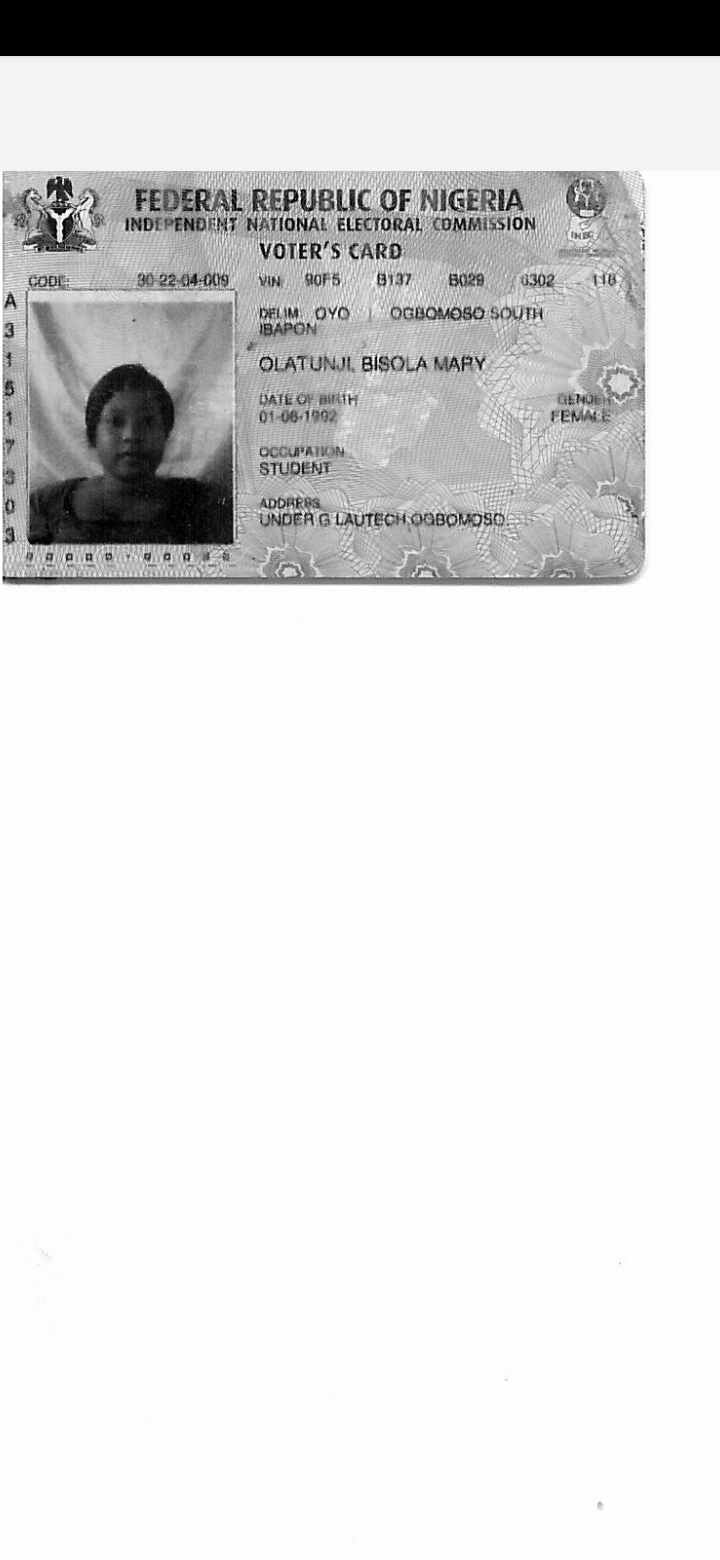 FEDERAL REPUBLIC OF NIGERIA
INDEPENDENT NATIONAL ELECTORAL COMMISSION
VOTER'S CARD
INEC
CODE: 30-22-04-009 VIN: 90F5 B137 B029 6302 118
DELIM: OYO | OGBOMOSO SOUTH
IBAPON
OLATUNJI, BISOLA MARY
DATE OF BIRTH
01-06-1992
GENDER
FEMALE
OCCUPATION
STUDENT
ADDRESS
UNDER G LAUTECH OGBOMOSO
A
3
1
5
1
7
3
0
3